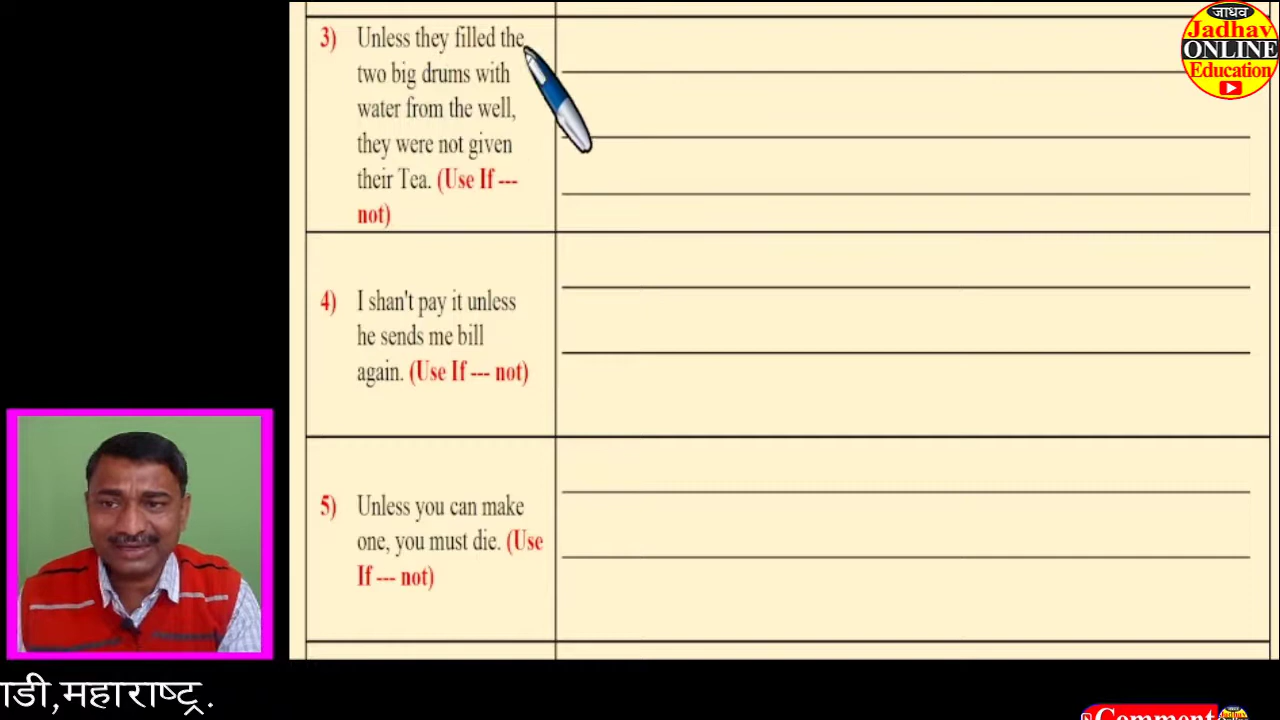 3) Unless they filled the
two big drums with
water from the well,
they were not given
their Tea. (Use If ---
not)
4) I shan't pay it unless
he sends me bill
again. (Use If --- not)
5) Unless you can make
one, you must die. (Use
If --- not)
जाधव
Jadhav
ONLINE
Education
ाडी,महाराष्ट्र.
Comment